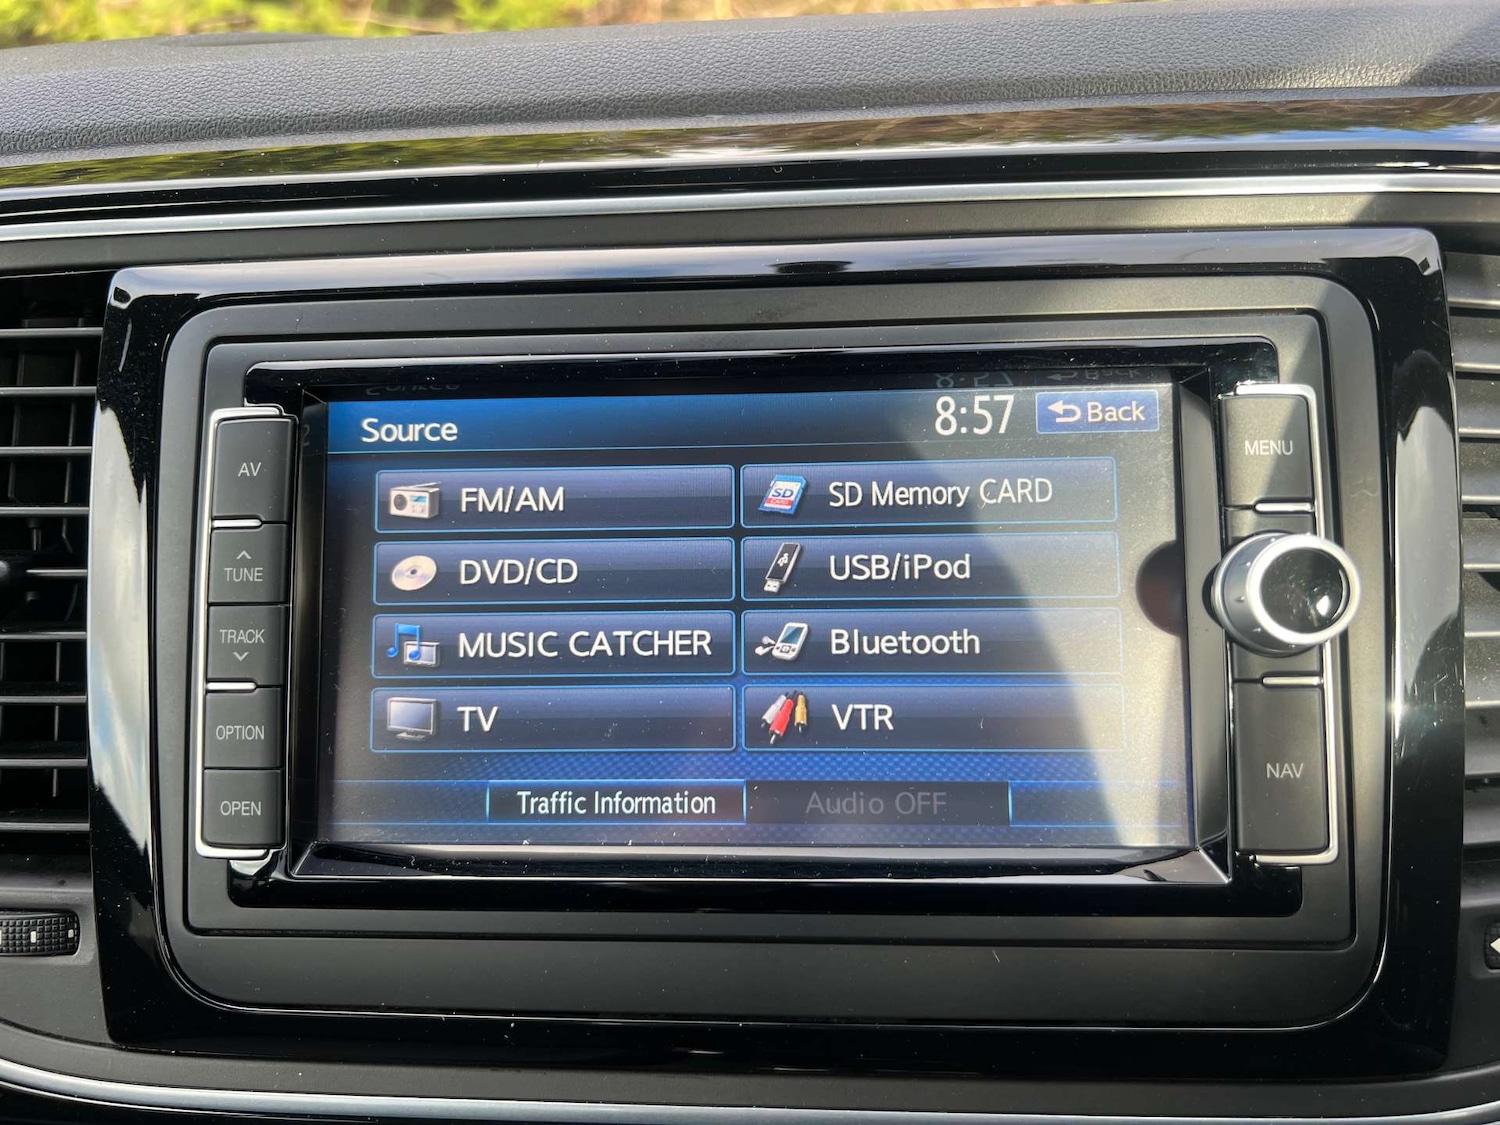 Source
8:57
Back
FM/AM
SD
SD Memory CARD
DVD/CD
USB/iPod
MUSIC CATCHER
Bluetooth
TV
VTR
Traffic Information
Audio OFF
AV
TUNE
TRACK
OPTION
OPEN
MENU
NAV